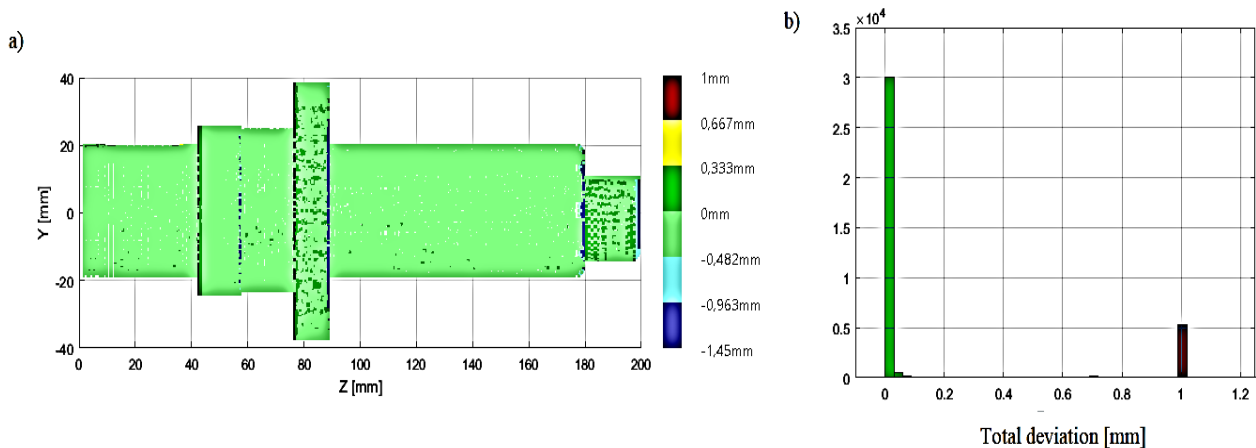 a)
40
20
0
-20
-40
Y [mm]
0 20 40 60 80 100 120 140 160 180 200
Z [mm]
1mm
0,667mm
0,333mm
0mm
-0,482mm
-0,963mm
-1,45mm
b)
×10⁴
3.5
3
2.5
2
1.5
1
0.5
0
0 0.2 0.4 0.6 0.8 1 1.2
Total deviation [mm]